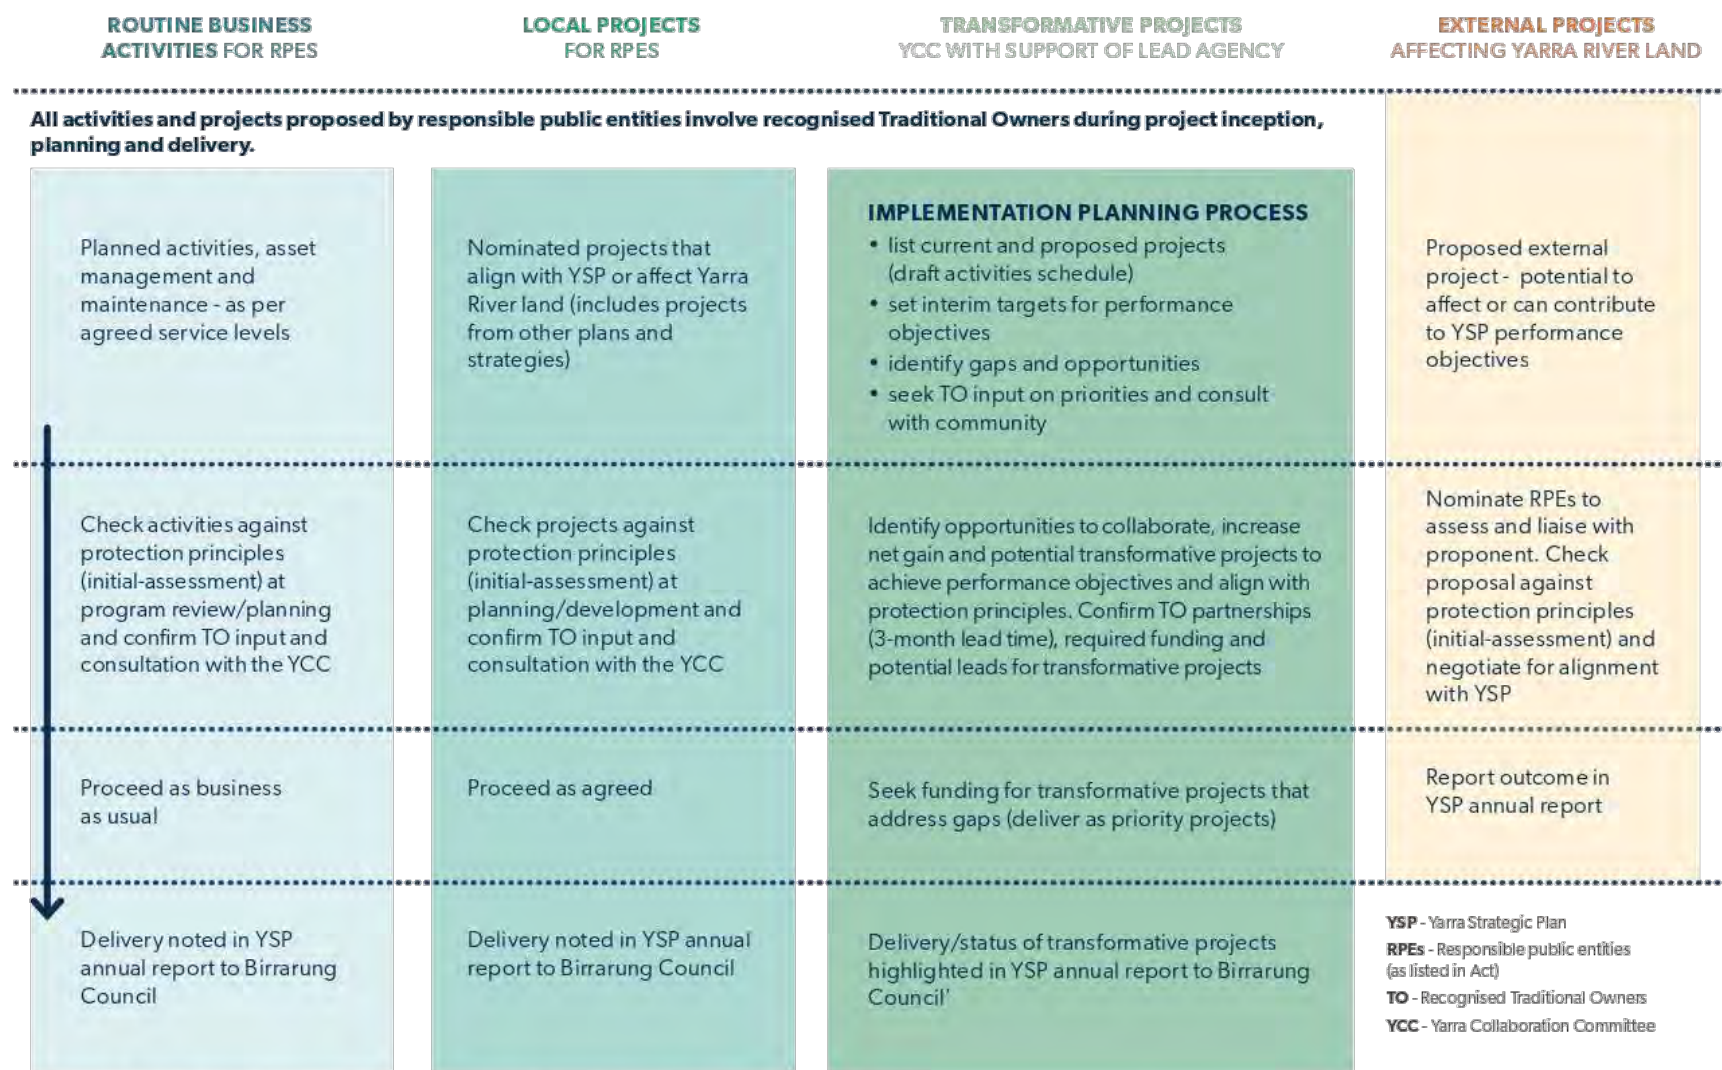 ROUTINE BUSINESS
ACTIVITIES FOR RPES
LOCAL PROJECTS
FOR RPES
TRANSFORMATIVE PROJECTS
YCC WITH SUPPORT OF LEAD AGENCY
EXTERNAL PROJECTS
AFFECTING YARRA RIVER LAND
All activities and projects proposed by responsible public entities involve recognised Traditional Owners during project inception,
planning and delivery.
Planned activities, asset
management and
maintenance - as per
agreed service levels
Nominated projects that
align with YSP or affect Yarra
River land (includes projects
from other plans and
strategies)
IMPLEMENTATION PLANNING PROCESS
• list current and proposed projects
(draft activities schedule)
• set interim targets for performance
objectives
• identify gaps and opportunities
• seek TO input on priorities and consult
with community
Proposed external
project - potential to
affect or can contribute
to YSP performance
objectives
Check activities against
protection principles
(initial-assessment) at
program review/planning
and confirm TO input and
consultation with the YCC
Check projects against
protection principles
(initial-assessment) at
planning/development and
confirm TO input and
consultation with the YCC
Identify opportunities to collaborate, increase
net gain and potential transformative projects to
achieve performance objectives and align with
protection principles. Confirm TO partnerships
(3-month lead time), required funding and
potential leads for transformative projects
Nominate RPEs to
assess and liaise with
proponent. Check
proposal against
protection principles
(initial-assessment) and
negotiate for alignment
with YSP
Proceed as business
as usual
Proceed as agreed
Seek funding for transformative projects that
address gaps (deliver as priority projects)
Report outcome in
YSP annual report
Delivery noted in YSP
annual report to Birrarung
Council
Delivery noted in YSP annual
report to Birrarung Council
Delivery/status of transformative projects
highlighted in YSP annual report to Birrarung
Council'
YSP - Yarra Strategic Plan
RPEs - Responsible public entities
(as listed in Act)
TO - Recognised Traditional Owners
YCC - Yarra Collaboration Committee